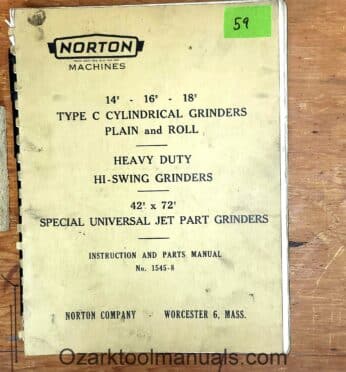 59
NORTON
MACHINES
14' - 16' - 18'
TYPE C CYLINDRICAL GRINDERS
PLAIN and ROLL
HEAVY DUTY
HI-SWING GRINDERS
42' x 72'
SPECIAL UNIVERSAL JET PART GRINDERS
INSTRUCTION AND PARTS MANUAL
No. 1545-8
NORTON COMPANY - WORCESTER 6, MASS.
Ozarktoolmanuals.com